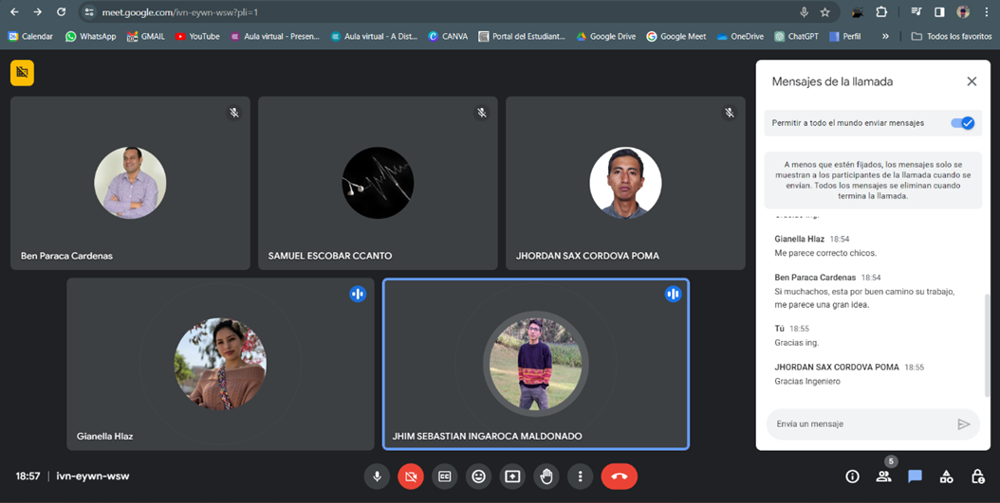 meet.google.com/ivn-eywn-wsw?pli=1
Calendar WhatsApp GMAIL YouTube Aula virtual - Presen... Aula virtual - A Dist... CANVA Portal del Estudiant... Google Drive Google Meet OneDrive ChatGPT Perfil » Todos los favoritos
Ben Paraca Cardenas
SAMUEL ESCOBAR CCANTO
JHORDAN SAX CORDOVA POMA
Gianella Hlaz
JHIM SEBASTIAN INGAROCA MALDONADO
Mensajes de la llamada
Permitir a todo el mundo enviar mensajes
A menos que estén fijados, los mensajes solo se
muestran a los participantes de la llamada cuando se
envían. Todos los mensajes se eliminan cuando
termina la llamada.
Gianella Hlaz 18:54
Me parece correcto chicos.
Ben Paraca Cardenas 18:54
Si muchachos, esta por buen camino su trabajo,
me parece una gran idea.
Tú 18:55
Gracias ing.
JHORDAN SAX CORDOVA POMA 18:55
Gracias Ingeniero
Envía un mensaje
18:57 | ivn-eywn-wsw
CC
5